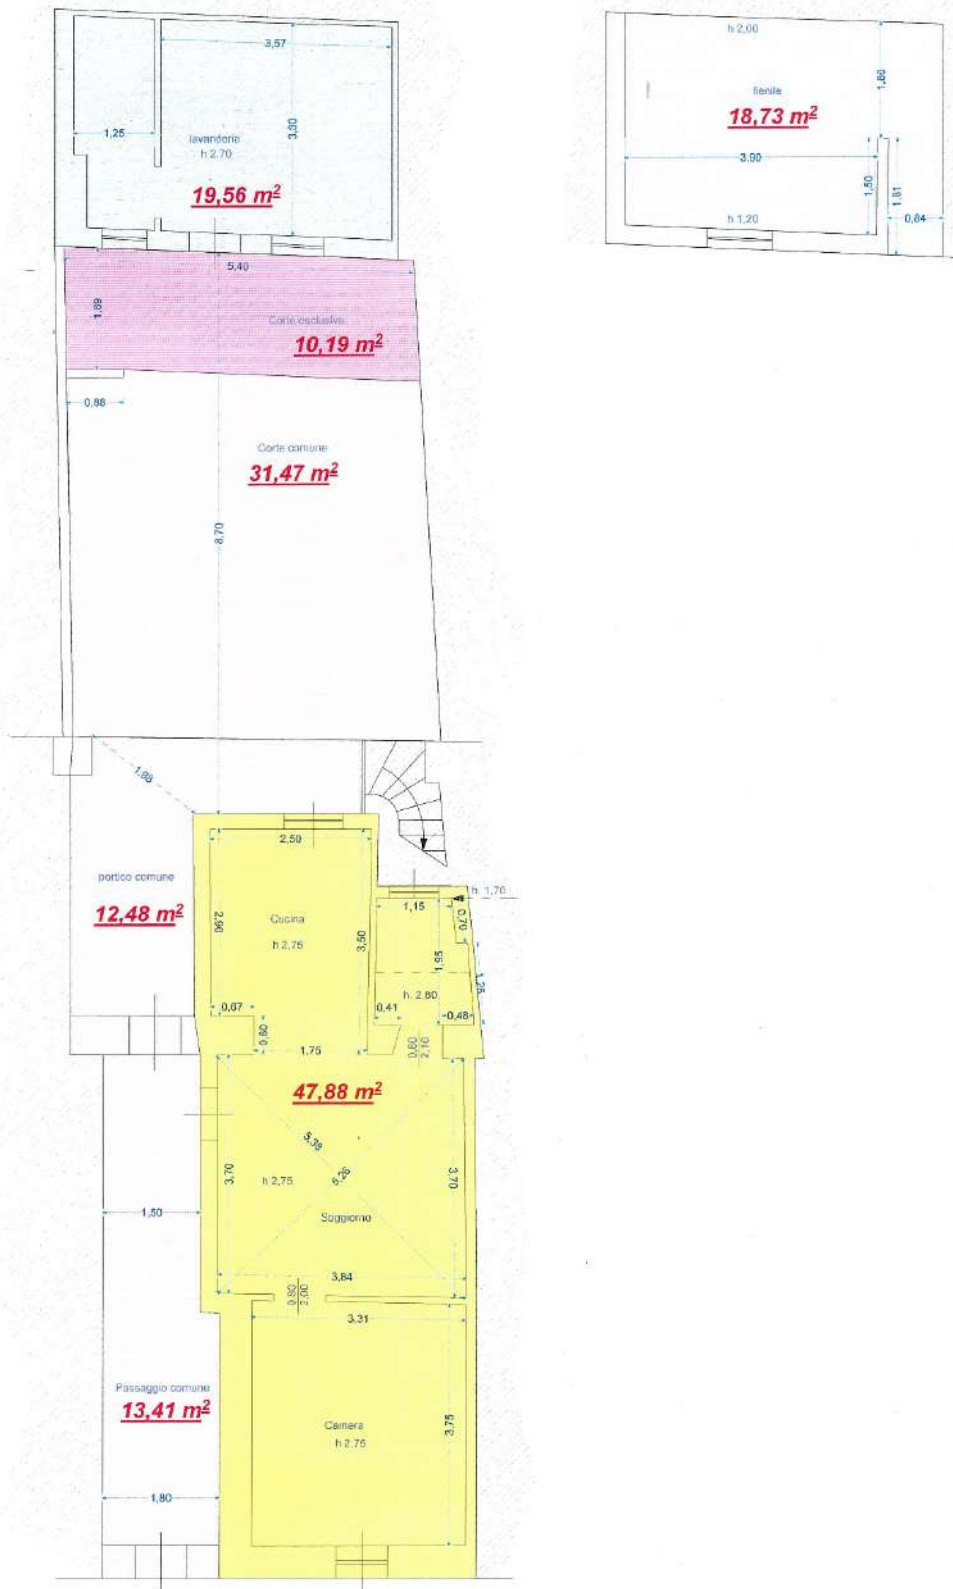 3,57
1,25
3,30
lavanderia
h 2.70
19,56 m²
h 2,00
1,80
fienile
18,73 m²
3,90
1,50
1,61
h 1,20
0,84
5,40
1,89
Corte esclusiva
10,19 m²
0,88
Corte comune
31,47 m²
8,70
1,88
2,50
portico comune
12,48 m²
Cucina
h 2,75
2,90
3,50
h. 1,70
1,15
0,70
1,95
1,25
h. 2,80
0,67
0,41
0,48
0,60
1,75
0,60
2,10
47,88 m²
5,38
5,26
3,70
h 2,75
3,70
Soggiorno
1,50
3,84
0,80
2,00
3,31
Passaggio comune
13,41 m²
Camera
h 2,75
3,75
1,80